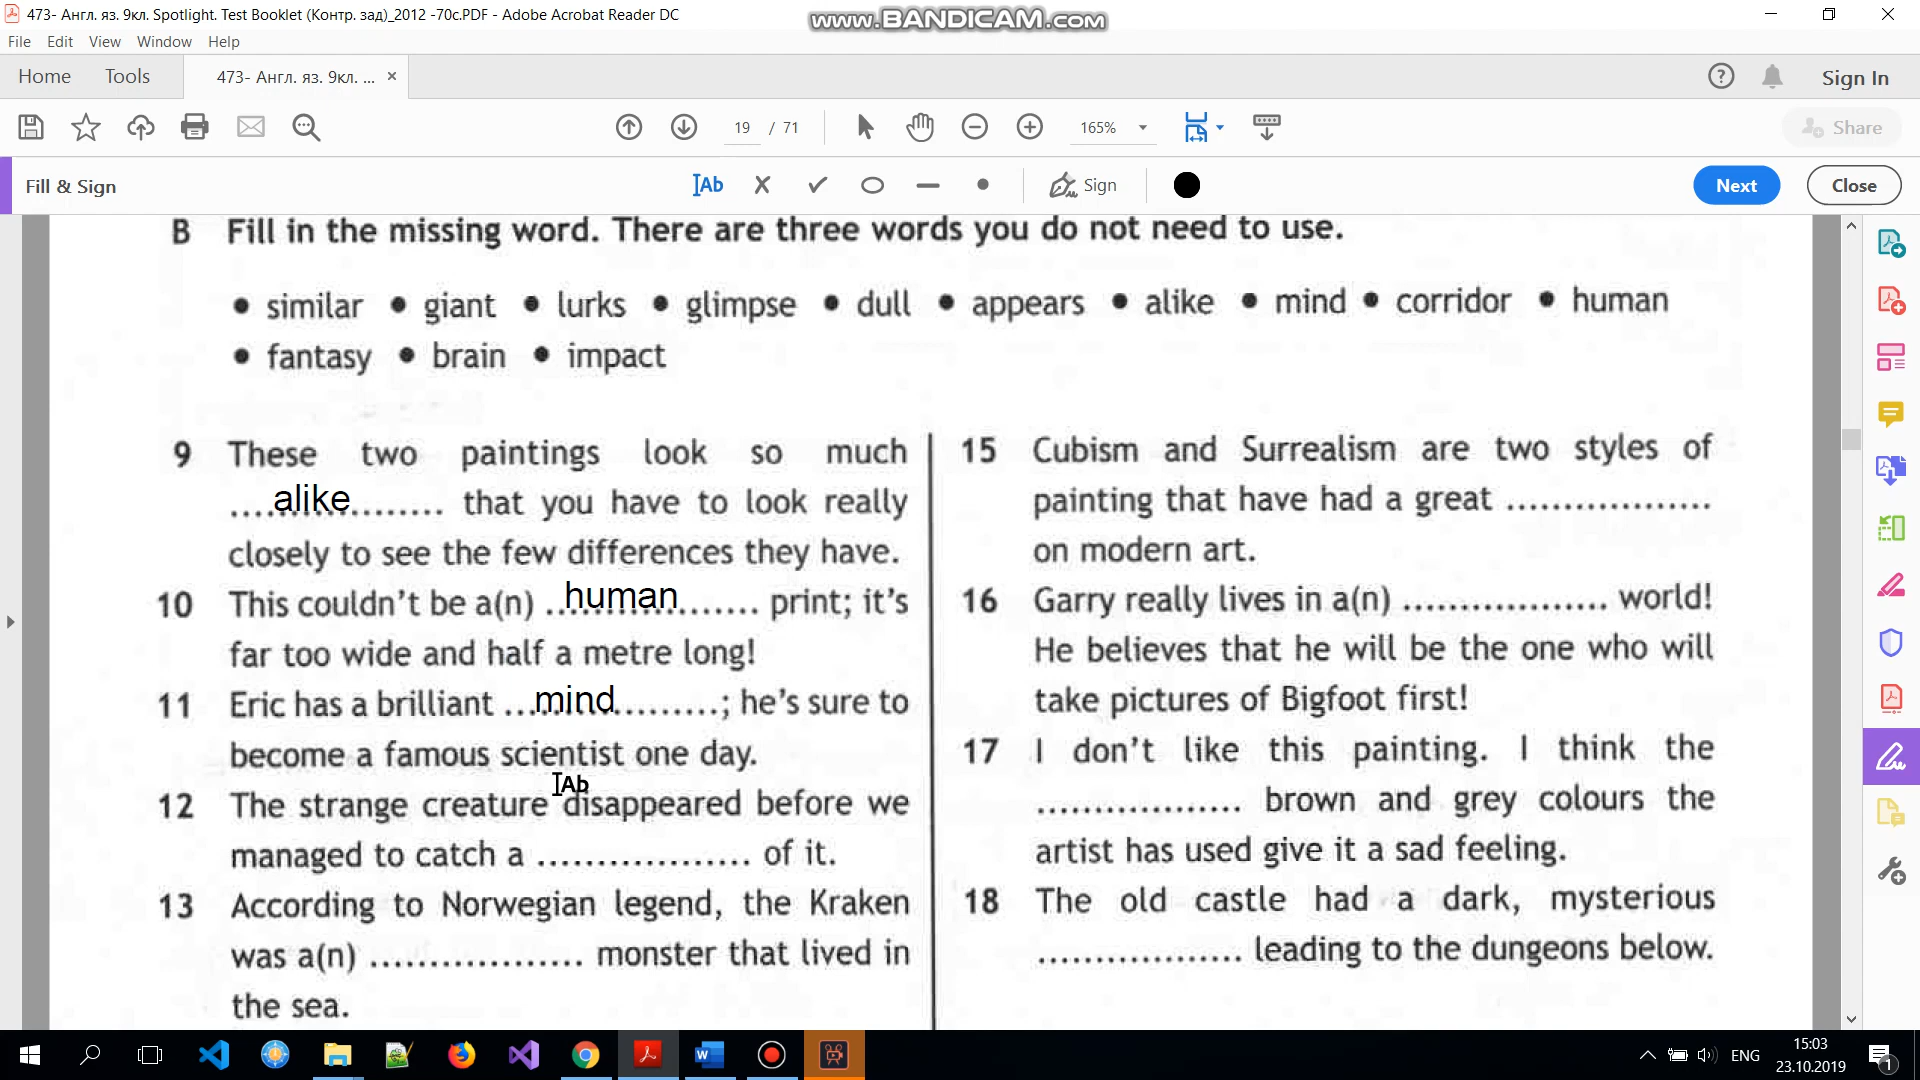 473- Англ. яз. 9кл. Spotlight. Test Booklet (Контр. зад)_2012 -70с.PDF - Adobe Acrobat Reader DC
www.BANDICAM.com
File Edit View Window Help
Home Tools 473- Англ. яз. 9кл. ... × Sign In
19 / 71 165% Share
Fill & Sign Ab Sign Next Close
B Fill in the missing word. There are three words you do not need to use.
• similar • giant • lurks • glimpse • dull • appears • alike • mind • corridor • human
• fantasy • brain • impact
9 These two paintings look so much
....alike........ that you have to look really
closely to see the few differences they have.
10 This couldn't be a(n) ..human....... print; it's
far too wide and half a metre long!
11 Eric has a brilliant ...mind.........; he's sure to
become a famous scientist one day.
Ab
12 The strange creature disappeared before we
managed to catch a .................. of it.
13 According to Norwegian legend, the Kraken
was a(n) .................. monster that lived in
the sea.
15 Cubism and Surrealism are two styles of
painting that have had a great ..................
on modern art.
16 Garry really lives in a(n) .................. world!
He believes that he will be the one who will
take pictures of Bigfoot first!
17 I don't like this painting. I think the
.................. brown and grey colours the
artist has used give it a sad feeling.
18 The old castle had a dark, mysterious
.................. leading to the dungeons below.
ENG 15:03
23.10.2019 1